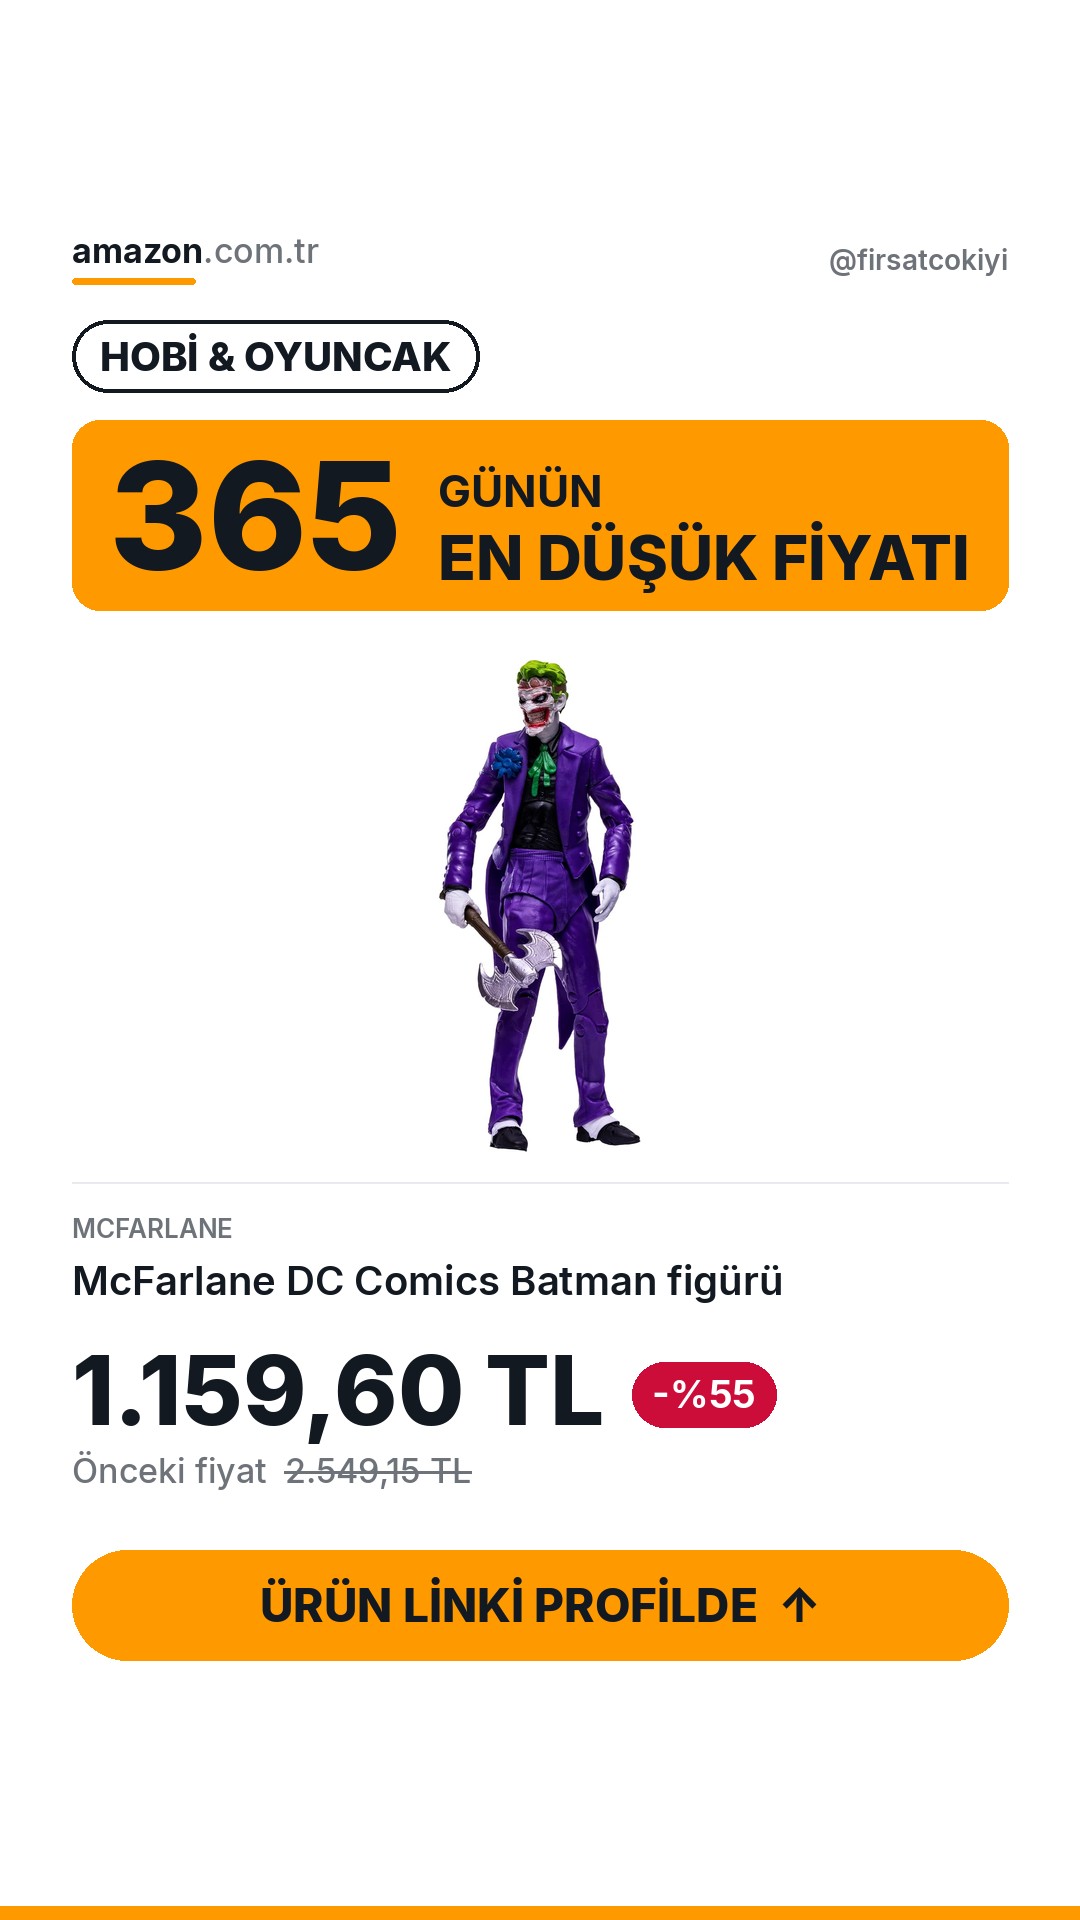 amazon.com.tr
@firsatcokiyi
HOBİ & OYUNCAK
365
GÜNÜN
EN DÜŞÜK FİYATI
MCFARLANE
McFarlane DC Comics Batman figürü
1.159,60 TL -%55
Önceki fiyat 2.549,15 TL
ÜRÜN LİNKİ PROFİLDE ↑